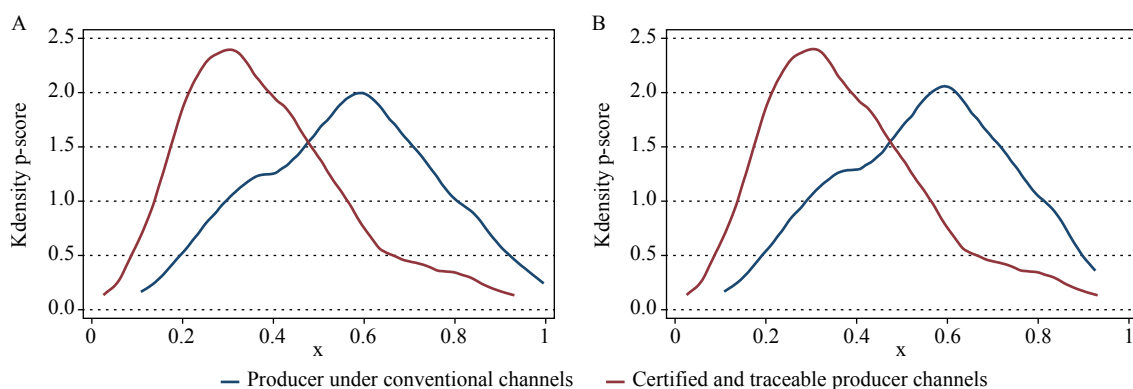 A
2.5
2.0
1.5
1.0
0.5
0.0
Kdensity p-score
0 0.2 0.4 0.6 0.8 1
x
B
2.5
2.0
1.5
1.0
0.5
0.0
Kdensity p-score
0 0.2 0.4 0.6 0.8 1
x
Producer under conventional channels
Certified and traceable producer channels